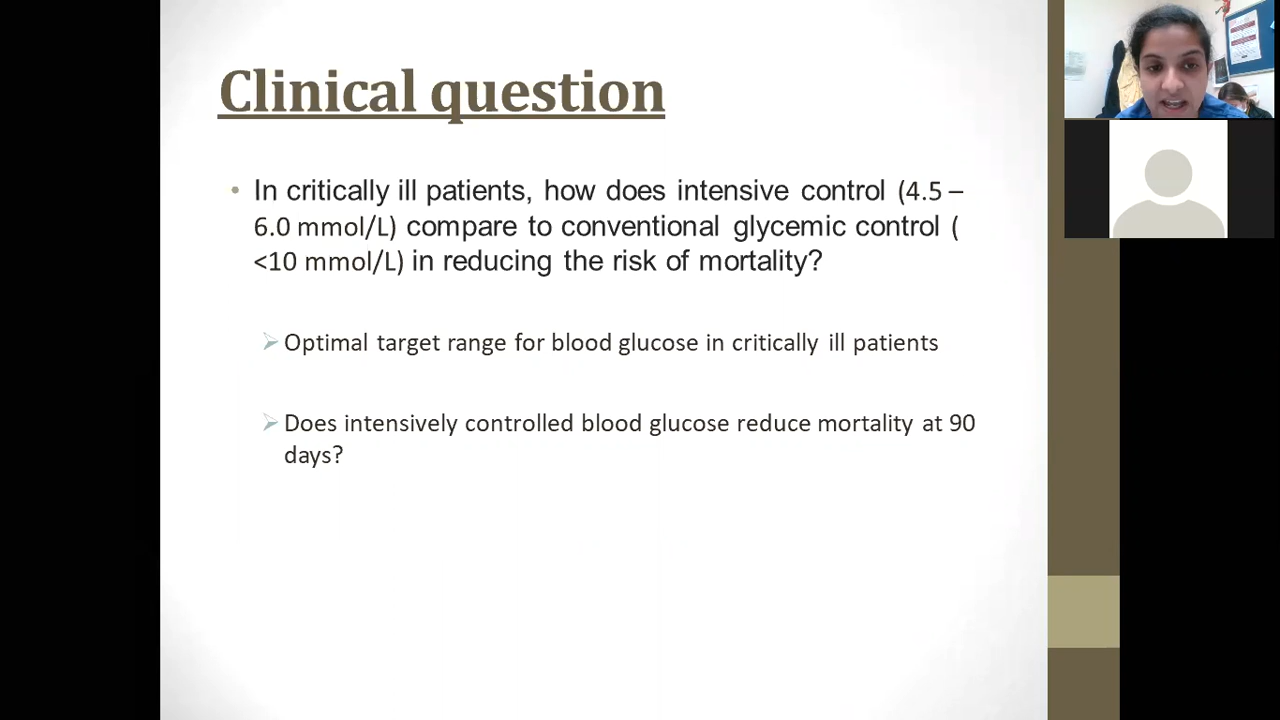 Clinical question
• In critically ill patients, how does intensive control (4.5 –
6.0 mmol/L) compare to conventional glycemic control (
<10 mmol/L) in reducing the risk of mortality?
➢ Optimal target range for blood glucose in critically ill patients
➢ Does intensively controlled blood glucose reduce mortality at 90
days?